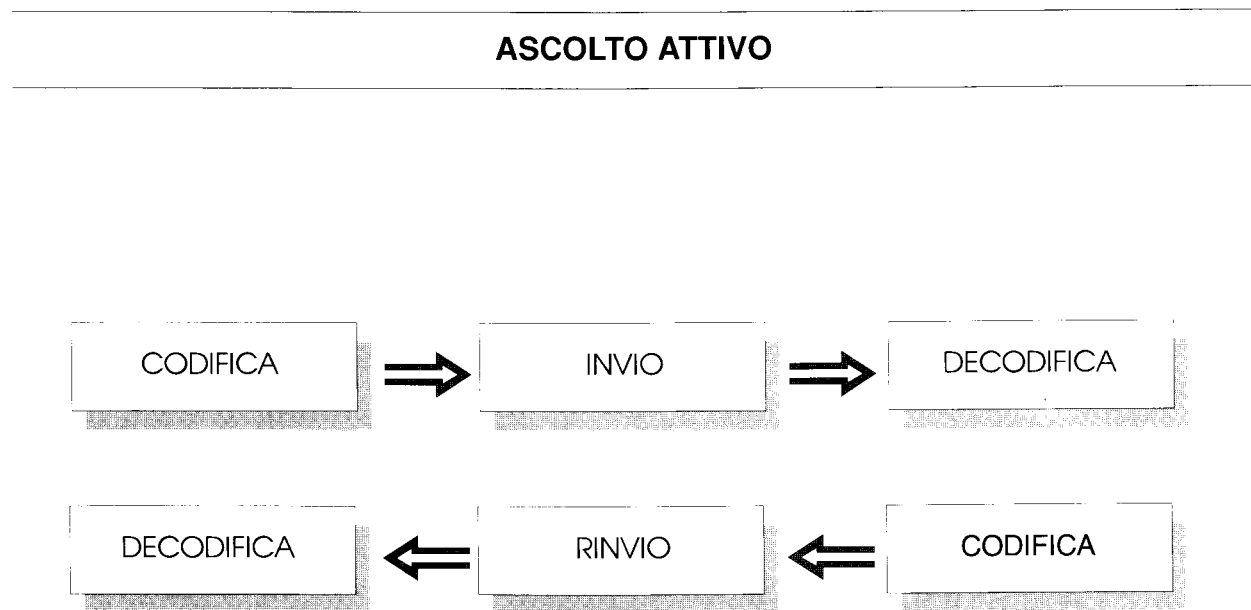 ASCOLTO ATTIVO
CODIFICA
INVIO
DECODIFICA
DECODIFICA
RINVIO
CODIFICA